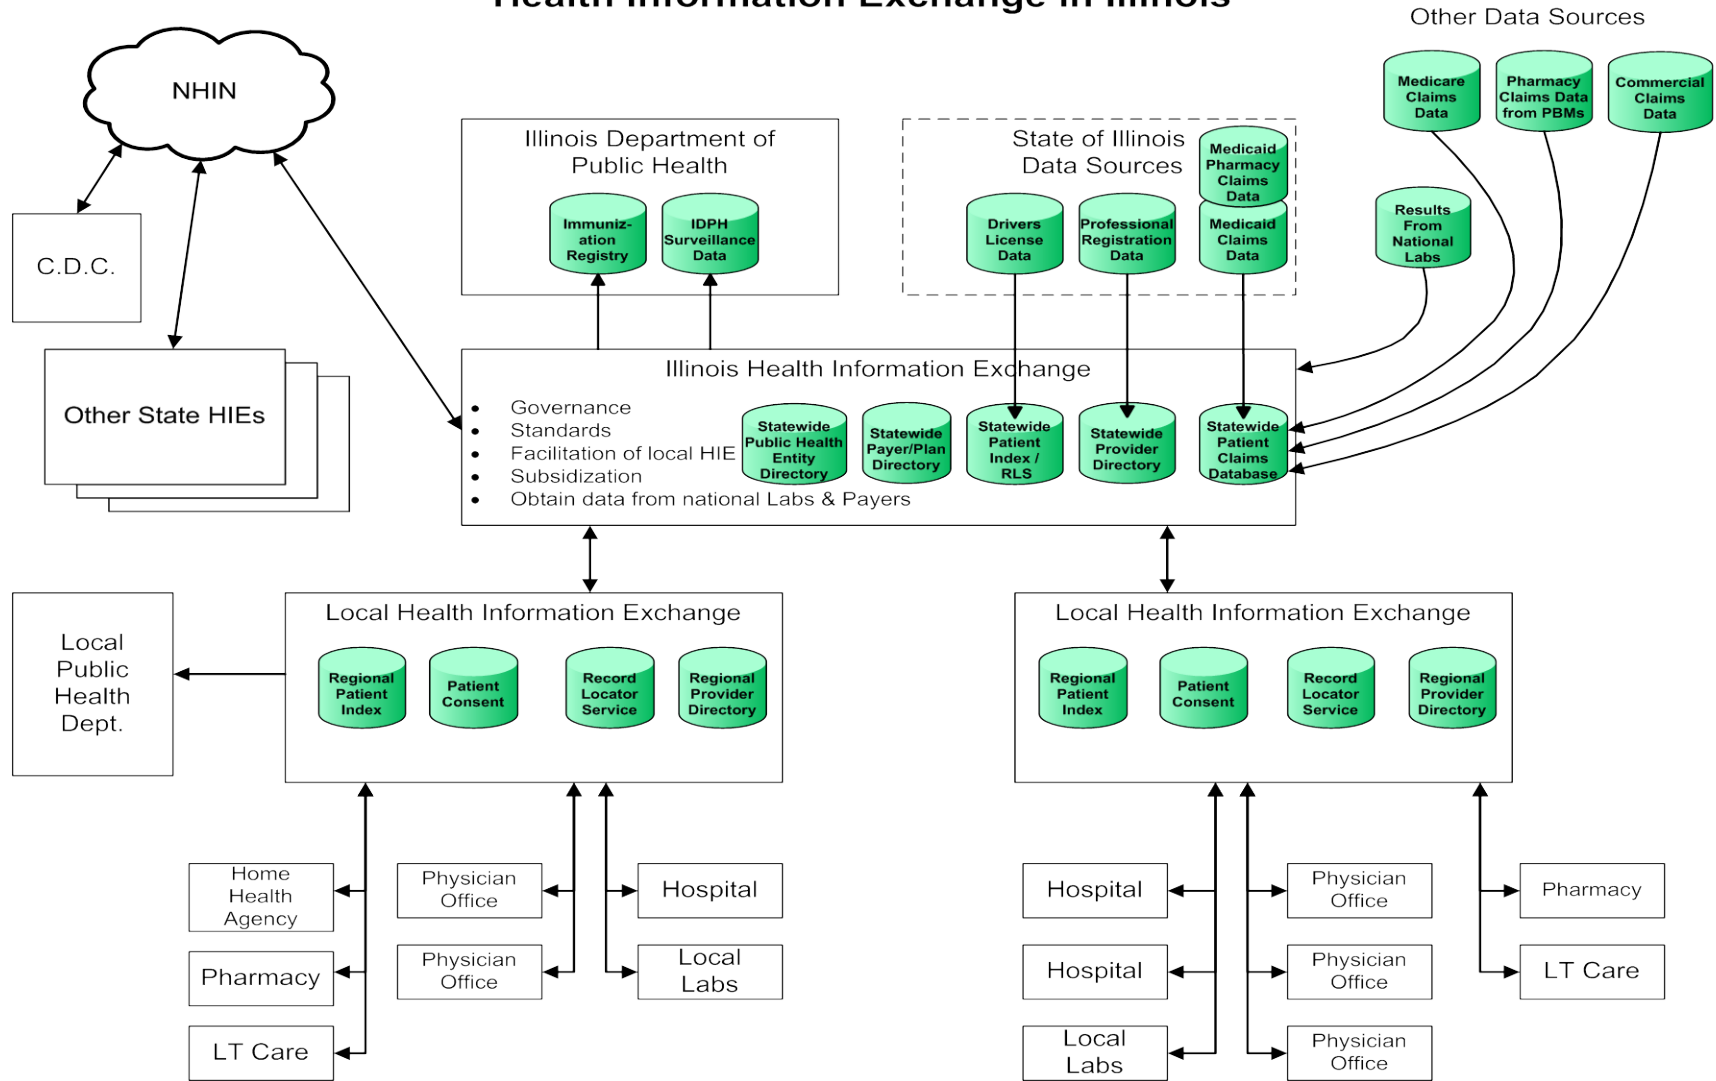 Health Information Exchange in Illinois
Other Data Sources
NHIN
Medicare
Claims
Data
Pharmacy
Claims Data
from PBMs
Commercial
Claims
Data
Illinois Department of
Public Health
Immuniz-
ation
Registry
IDPH
Surveillance
Data
State of Illinois
Data Sources
Medicaid
Pharmacy
Claims
Data
Drivers
License
Data
Professional
Registration
Data
Medicaid
Claims
Data
Results
From
National
Labs
C.D.C.
Other State HIEs
Illinois Health Information Exchange
• Governance
• Standards
• Facilitation of local HIE
• Subsidization
• Obtain data from national Labs & Payers
Statewide
Public Health
Entity
Directory
Statewide
Payer/Plan
Directory
Statewide
Patient
Index /
RLS
Statewide
Provider
Directory
Statewide
Patient
Claims
Database
Local
Public
Health
Dept.
Local Health Information Exchange
Regional
Patient
Index
Patient
Consent
Record
Locator
Service
Regional
Provider
Directory
Local Health Information Exchange
Regional
Patient
Index
Patient
Consent
Record
Locator
Service
Regional
Provider
Directory
Home
Health
Agency
Pharmacy
LT Care
Physician
Office
Physician
Office
Hospital
Local
Labs
Hospital
Hospital
Local
Labs
Physician
Office
Physician
Office
Physician
Office
Pharmacy
LT Care